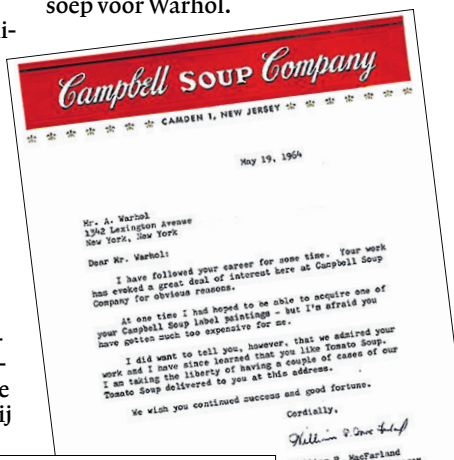 soep voor Warhol.
Campbell SOUP Company
CAMDEN 1, NEW JERSEY
May 19, 1964
Mr. A. Warhol
1342 Lexington Avenue
New York, New York
Dear Mr. Warhol:
I have followed your career for some time. Your work
has evoked a great deal of interest here at Campbell Soup
Company for obvious reasons.
At one time I had hoped to be able to acquire one of
your Campbell Soup label paintings - but I'm afraid you
have gotten much too expensive for me.
I did want to tell you, however, that we admired your
work and I have since learned that you like Tomato Soup.
I am taking the liberty of having a couple of cases of our
Tomato Soup delivered to you at this address.
We wish you continued success and good fortune.
Cordially,
MacFarland